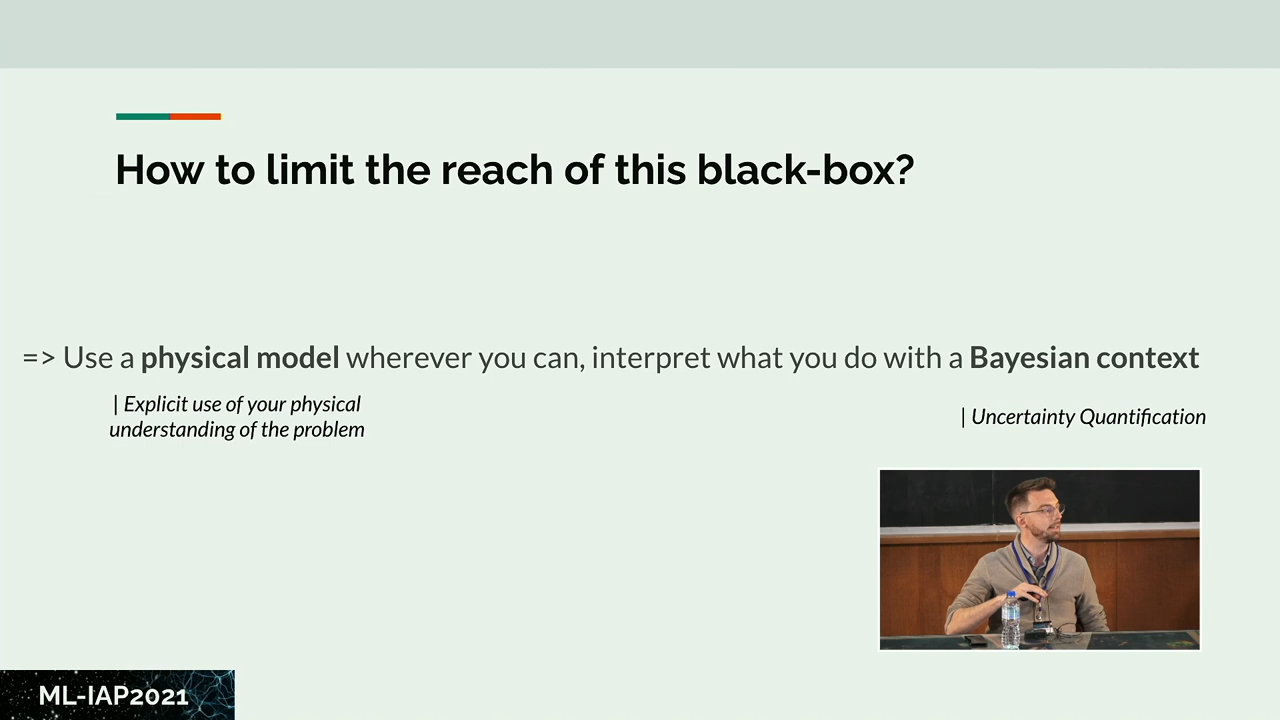 How to limit the reach of this black-box?
=> Use a physical model wherever you can, interpret what you do with a Bayesian context
| Explicit use of your physical
understanding of the problem
| Uncertainty Quantification
ML-IAP2021